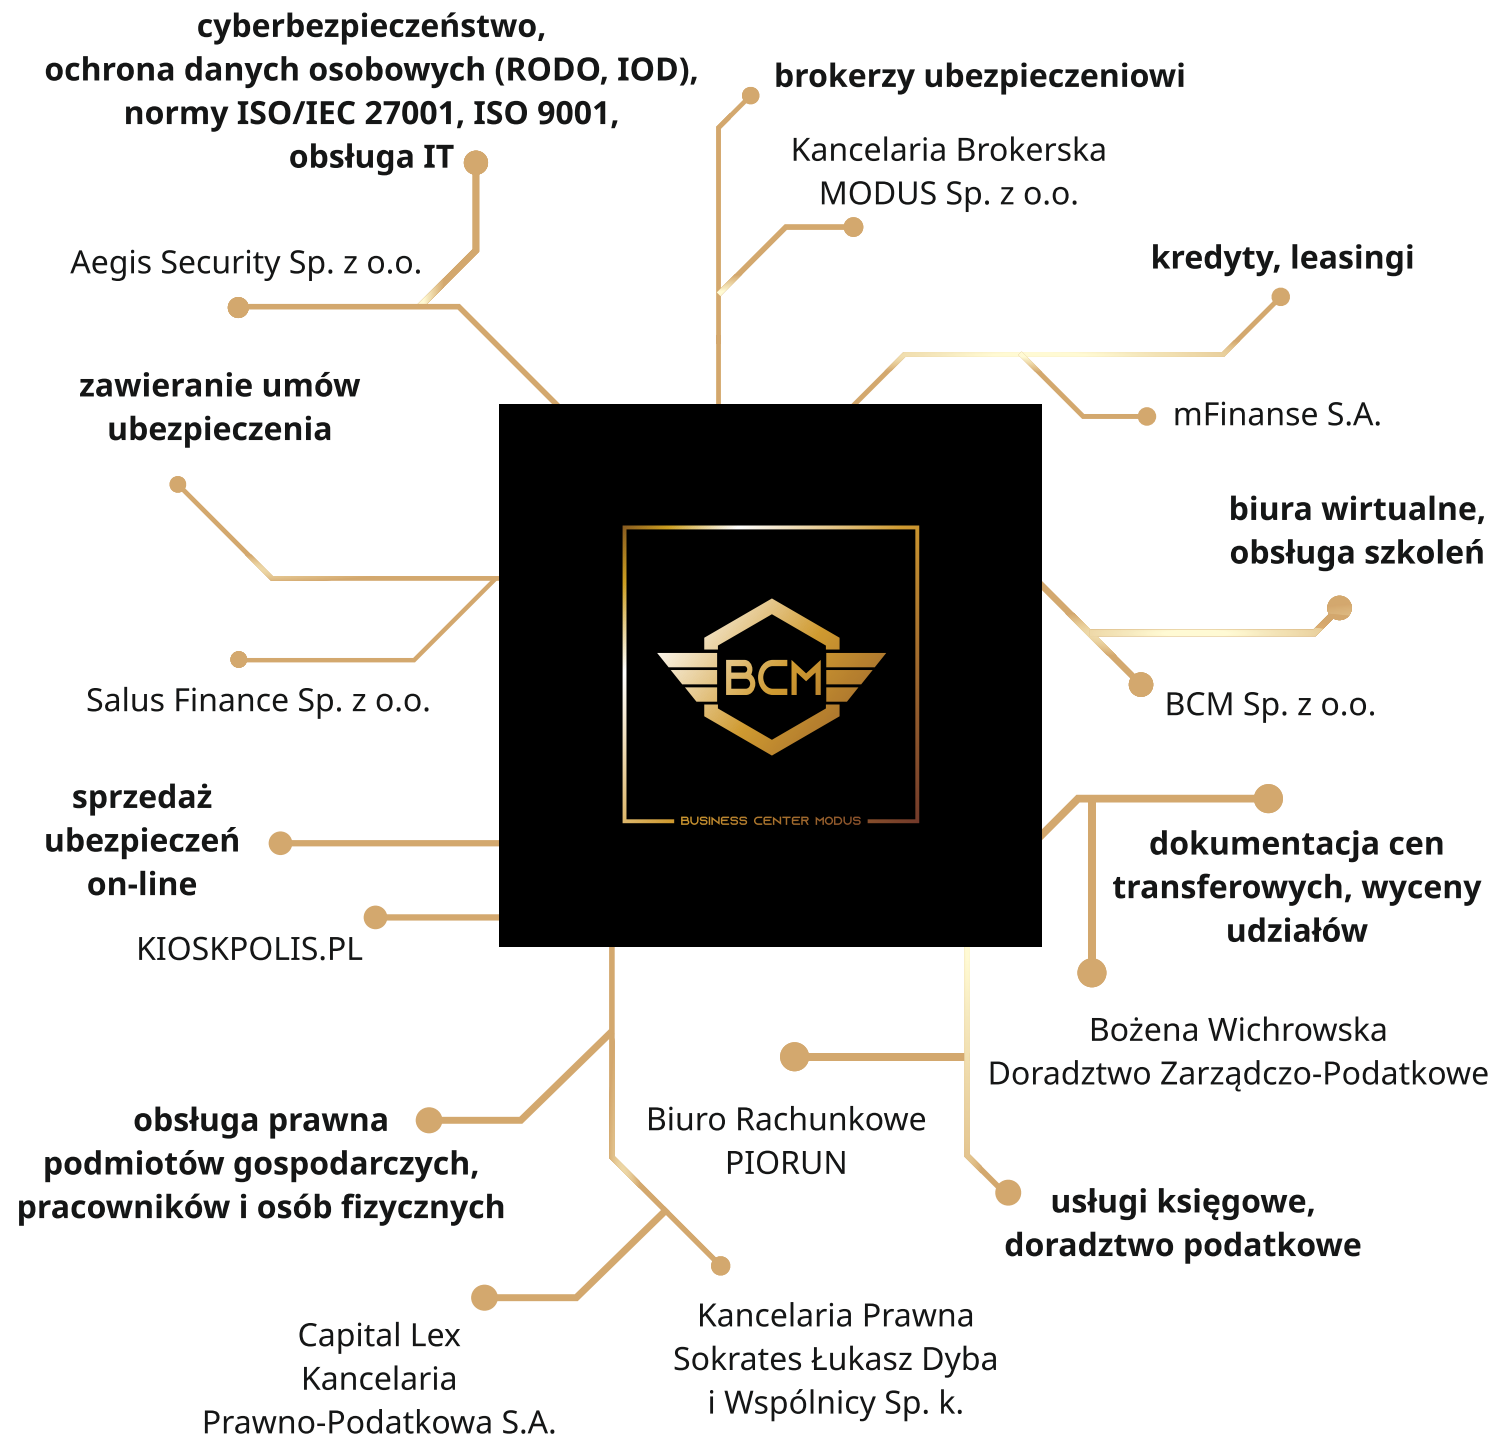 cyberbezpieczeństwo,
ochrona danych osobowych (RODO, IOD),
normy ISO/IEC 27001, ISO 9001,
obsługa IT
Aegis Security Sp. z o.o.
brokerzy ubezpieczeniowi
Kancelaria Brokerska
MODUS Sp. z o.o.
kredyty, leasingi
mFinanse S.A.
zawieranie umów
ubezpieczenia
Salus Finance Sp. z o.o.
biura wirtualne,
obsługa szkoleń
BCM Sp. z o.o.
BCM
BUSINESS CENTER MODUS
sprzedaż
ubezpieczeń
on-line
KIOSKPOLIS.PL
dokumentacja cen
transferowych, wyceny
udziałów
Bożena Wichrowska
Doradztwo Zarządczo-Podatkowe
obsługa prawna
podmiotów gospodarczych,
pracowników i osób fizycznych
Biuro Rachunkowe
PIORUN
usługi księgowe,
doradztwo podatkowe
Capital Lex
Kancelaria
Prawno-Podatkowa S.A.
Kancelaria Prawna
Sokrates Łukasz Dyba
i Wspólnicy Sp. k.